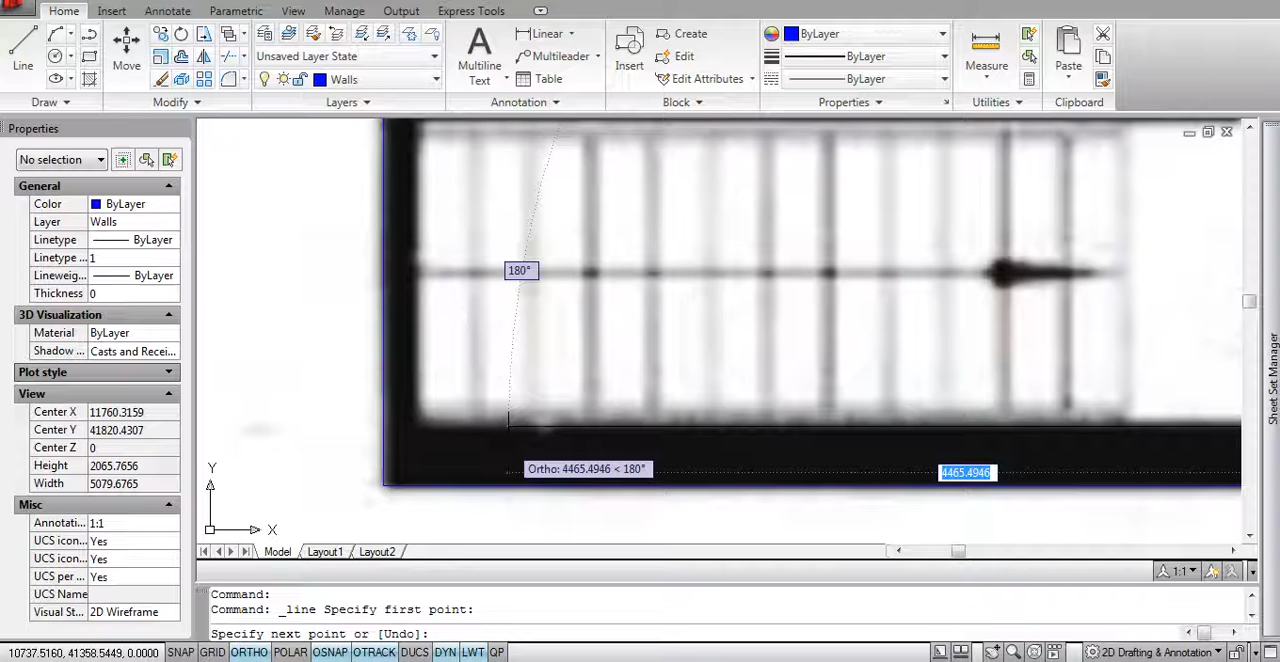 Home Insert Annotate Parametric View Manage Output Express Tools
Line
Move
Unsaved Layer State
Walls
Multiline
Text
Linear
Multileader
Table
Insert
Create
Edit
Edit Attributes
ByLayer
ByLayer
ByLayer
Measure
Paste
Draw Modify Layers Annotation Block Properties Utilities Clipboard
Properties
No selection
General
Color ByLayer
Layer Walls
Linetype ByLayer
Linetype ... 1
Lineweig... ByLayer
Thickness 0
3D Visualization
Material ByLayer
Shadow ... Casts and Recei...
Plot style
View
Center X 11760.3159
Center Y 41820.4307
Center Z 0
Height 2065.7656
Width 5079.6765
Misc
Annotati... 1:1
UCS icon... Yes
UCS icon... Yes
UCS per ... Yes
UCS Name
Visual St... 2D Wireframe
180°
Ortho: 4465.4946 < 180°
4465.4946
Y
X
Sheet Set Manager
Model Layout1 Layout2
1:1
Command:
Command: _line Specify first point:
Specify next point or [Undo]:
10737.5160, 41358.5449, 0.0000 SNAP GRID ORTHO POLAR OSNAP OTRACK DUCS DYN LWT QP 2D Drafting & Annotation